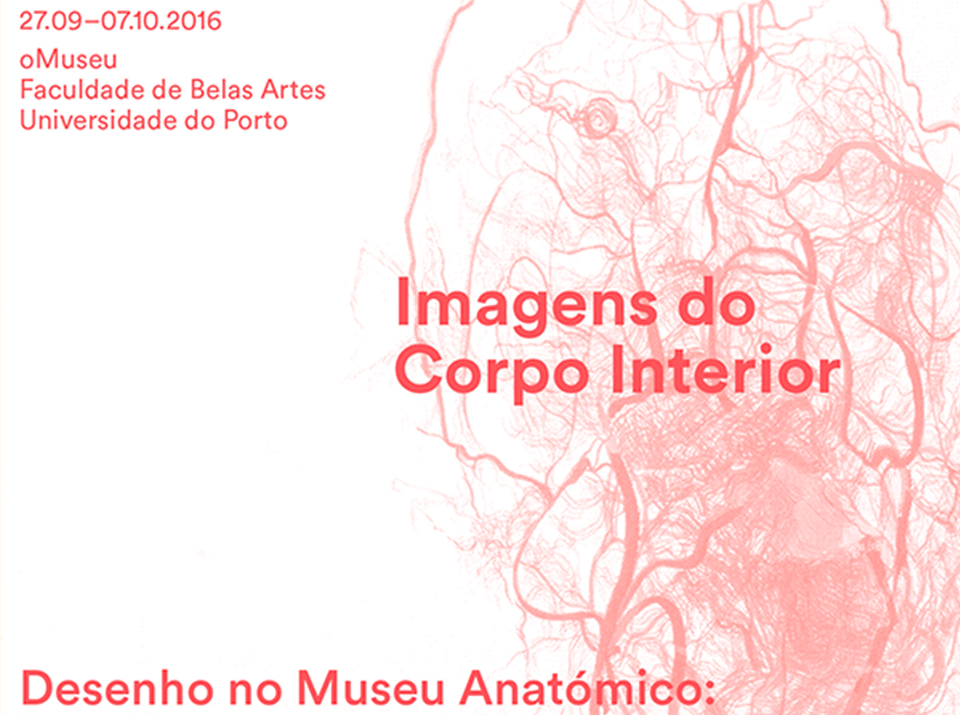 27.09–07.10.2016
oMuseu
Faculdade de Belas Artes
Universidade do Porto
Imagens do
Corpo Interior
Desenho no Museu Anatómico: